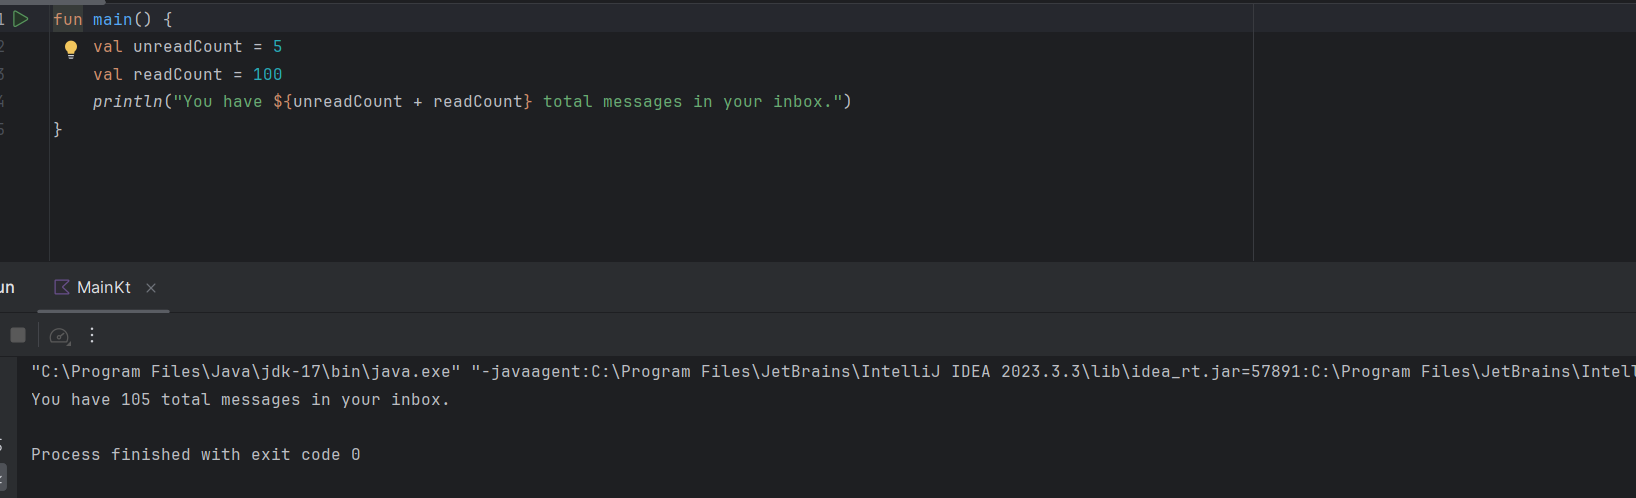 1 fun main() {
2 val unreadCount = 5
3 val readCount = 100
4 println("You have ${unreadCount + readCount} total messages in your inbox.")
5 }
un MainKt
"C:\Program Files\Java\jdk-17\bin\java.exe" "-javaagent:C:\Program Files\JetBrains\IntelliJ IDEA 2023.3.3\lib\idea_rt.jar=57891:C:\Program Files\JetBrains\Intell
You have 105 total messages in your inbox.
Process finished with exit code 0